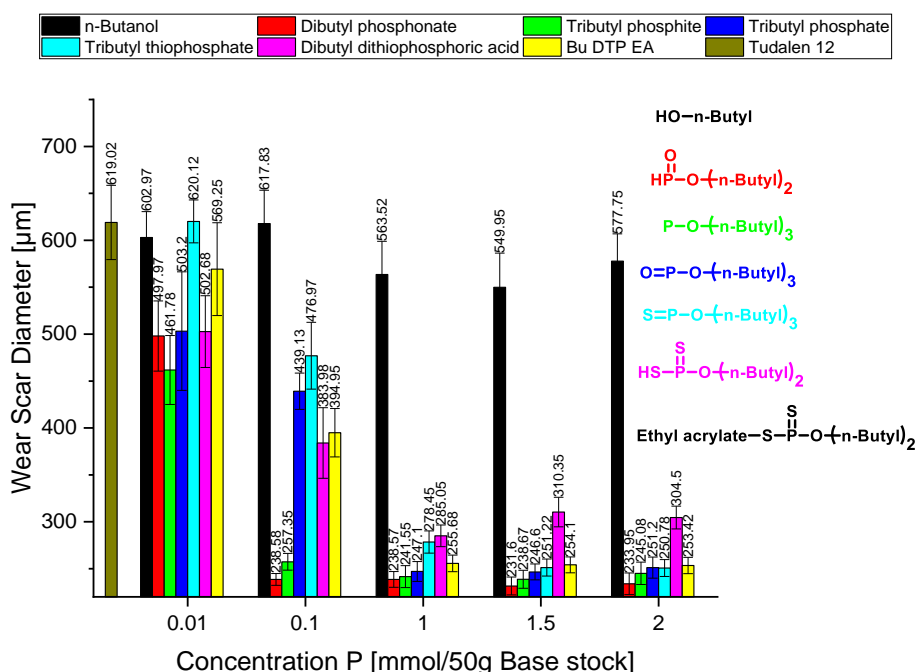 n-Butanol Dibutyl phosphonate Tributyl phosphite Tributyl phosphate
Tributyl thiophosphate Dibutyl dithiophosphoric acid Bu DTP EA Tudalen 12
Wear Scar Diameter [µm]
700
600
500
400
300
619.02
602.97
497.97
461.78
503.2
620.12
502.68
569.25
617.83
238.58
257.35
439.13
476.97
383.98
394.95
563.52
238.57
241.55
247.1
278.45
285.05
255.68
549.95
231.6
238.67
246.6
251.22
310.35
254.1
577.75
233.95
245.08
251.2
250.78
304.5
253.42
HO–n-Butyl
O
HP–O–(n-Butyl)2
P–O–(n-Butyl)3
O=P–O–(n-Butyl)3
S=P–O–(n-Butyl)3
S
HS–P–O–(n-Butyl)2
S
Ethyl acrylate–S–P–O–(n-Butyl)2
0.01 0.1 1 1.5 2
Concentration P [mmol/50g Base stock]